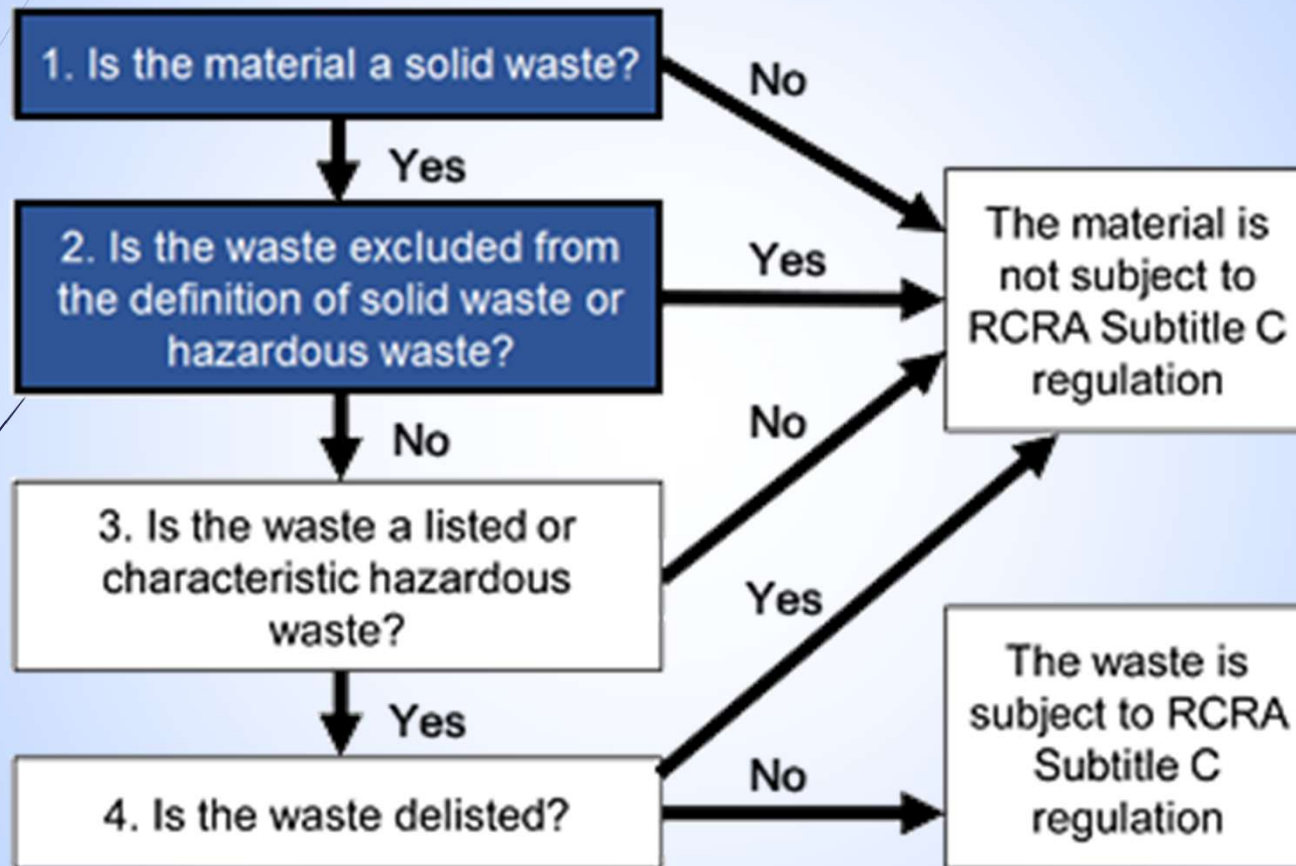 1. Is the material a solid waste?
No
Yes
2. Is the waste excluded from
the definition of solid waste or
hazardous waste?
Yes
The material is
not subject to
RCRA Subtitle C
regulation
No
No
3. Is the waste a listed or
characteristic hazardous
waste?
Yes
Yes
4. Is the waste delisted?
No
The waste is
subject to RCRA
Subtitle C
regulation